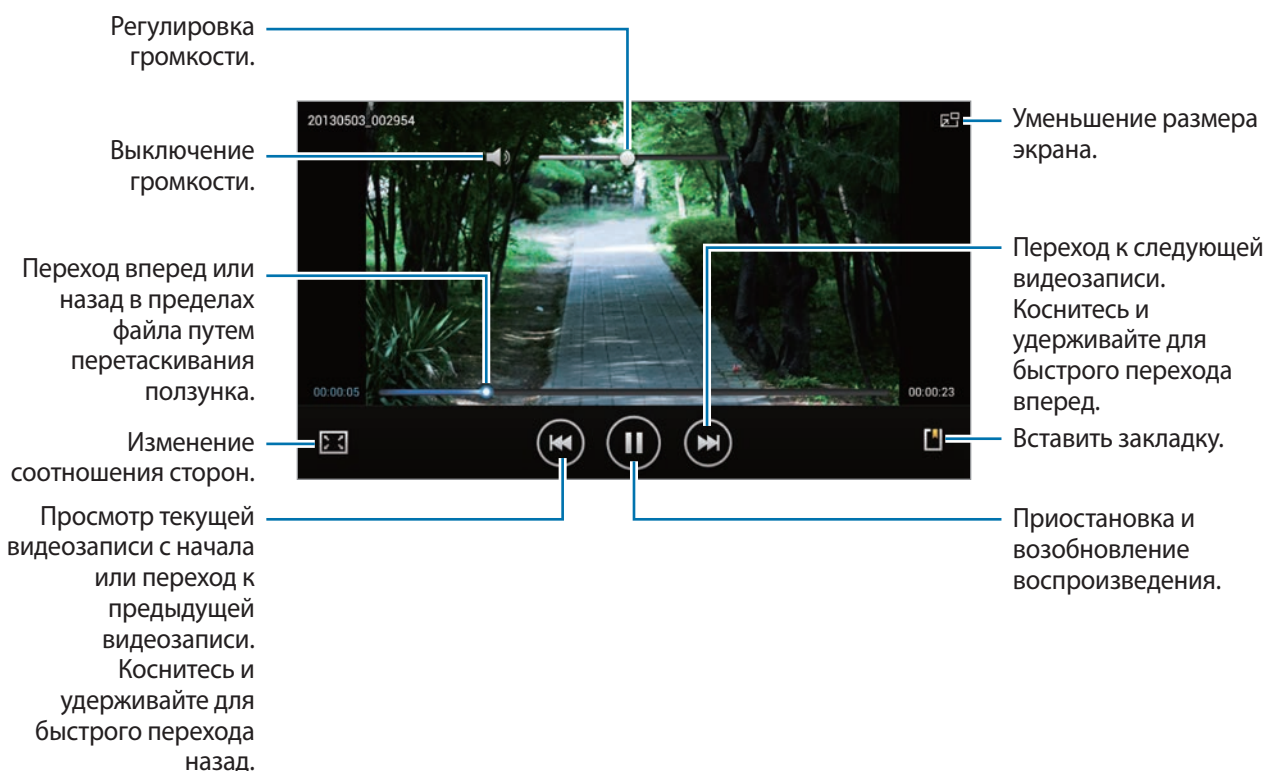 Регулировка
громкости.
Выключение
громкости.
Переход вперед или
назад в пределах
файла путем
перетаскивания
ползунка.
Изменение
соотношения сторон.
Просмотр текущей
видеозаписи с начала
или переход к
предыдущей
видеозаписи.
Коснитесь и
удерживайте для
быстрого перехода
назад.
20130503_002954
00:00:05
00:00:23
Уменьшение размера
экрана.
Переход к следующей
видеозаписи.
Коснитесь и
удерживайте для
быстрого перехода
вперед.
Вставить закладку.
Приостановка и
возобновление
воспроизведения.